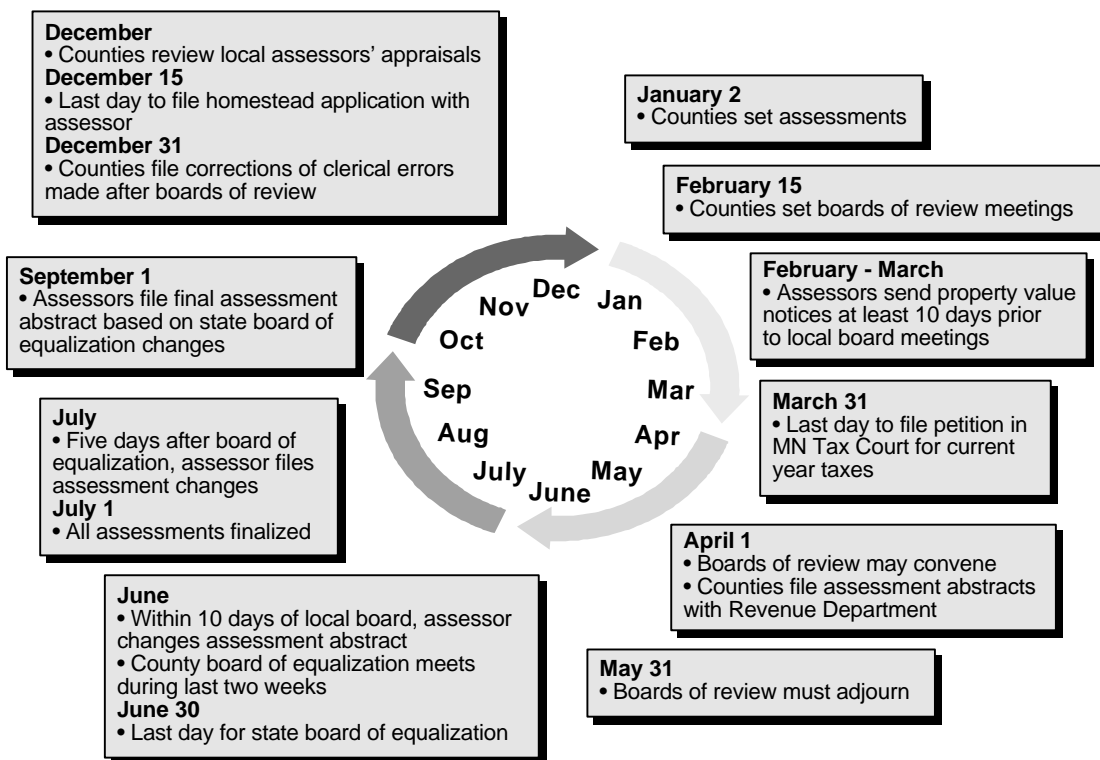 December
• Counties review local assessors’ appraisals
December 15
• Last day to file homestead application with
assessor
December 31
• Counties file corrections of clerical errors
made after boards of review
January 2
• Counties set assessments
February 15
• Counties set boards of review meetings
February - March
• Assessors send property value
notices at least 10 days prior
to local board meetings
March 31
• Last day to file petition in
MN Tax Court for current
year taxes
April 1
• Boards of review may convene
• Counties file assessment abstracts
with Revenue Department
May 31
• Boards of review must adjourn
June
• Within 10 days of local board, assessor
changes assessment abstract
• County board of equalization meets
during last two weeks
June 30
• Last day for state board of equalization
July
• Five days after board of
equalization, assessor files
assessment changes
July 1
• All assessments finalized
September 1
• Assessors file final assessment
abstract based on state board of
equalization changes
Jan
Feb
Mar
Apr
May
June
July
Aug
Sep
Oct
Nov
Dec